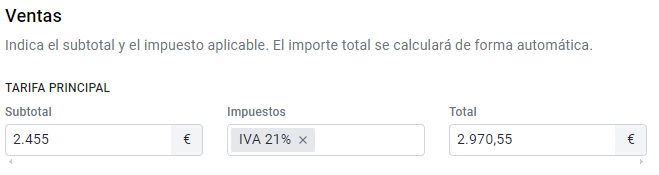 Ventas
Indica el subtotal y el impuesto aplicable. El importe total se calculará de forma automática.
TARIFA PRINCIPAL
Subtotal Impuestos Total
2.455 € IVA 21% × 2.970,55 €